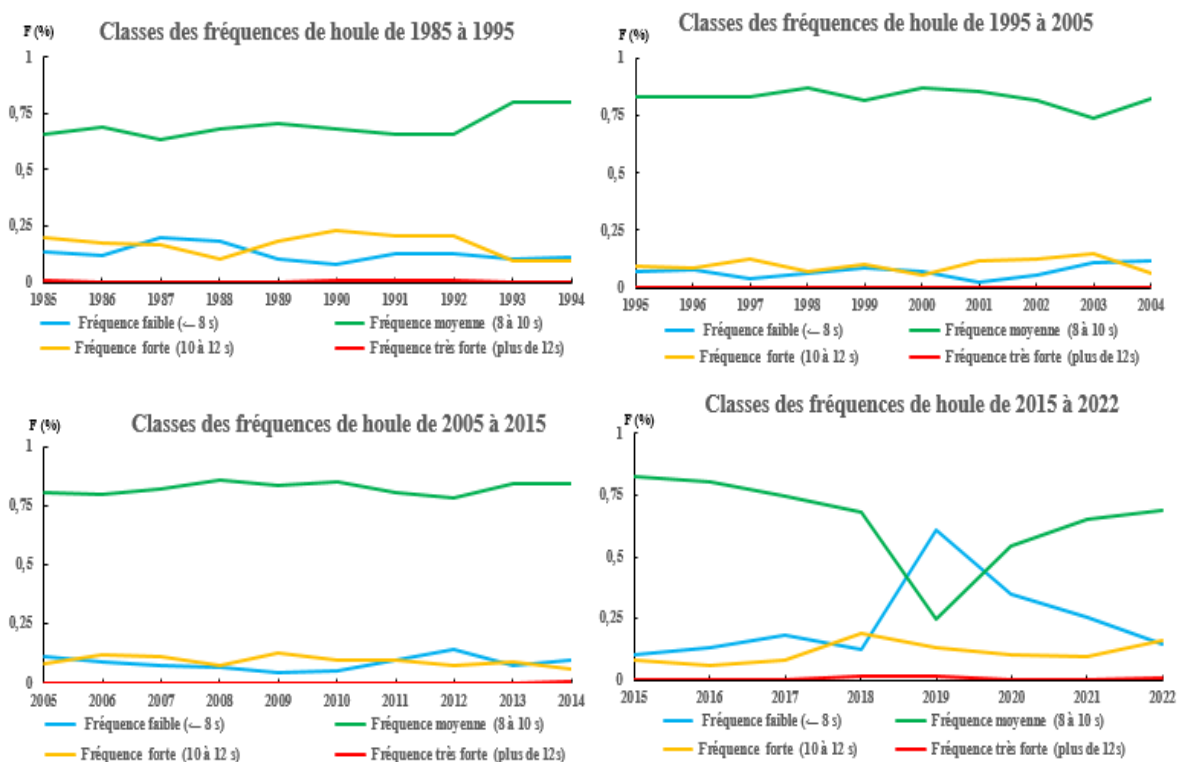 F (%)
Classes des fréquences de houle de 1985 à 1995
1
0,75
0,5
0,25
0
1985 1986 1987 1988 1989 1990 1991 1992 1993 1994
Fréquence faible (<– 8 s) Fréquence moyenne (8 à 10 s)
Fréquence forte (10 à 12 s) Fréquence très forte (plus de 12s)
Classes des fréquences de houle de 1995 à 2005
F (%)
1
0,75
0,5
0,25
0
1995 1996 1997 1998 1999 2000 2001 2002 2003 2004
Fréquence faible (<– 8 s) Fréquence moyenne (8 à 10 s)
Fréquence forte (10 à 12 s) Fréquence très forte (plus de 12s)
F (%)
Classes des fréquences de houle de 2005 à 2015
1
0,75
0,5
0,25
0
2005 2006 2007 2008 2009 2010 2011 2012 2013 2014
Fréquence faible (<– 8 s) Fréquence moyenne (8 à 10 s)
Fréquence forte (10 à 12 s) Fréquence très forte (plus de 12s)
Classes des fréquences de houle de 2015 à 2022
F (%)
1
0,75
0,5
0,25
0
2015 2016 2017 2018 2019 2020 2021 2022
Fréquence faible (<– 8 s) Fréquence moyenne (8 à 10 s)
Fréquence forte (10 à 12 s) Fréquence très forte (plus de 12s)